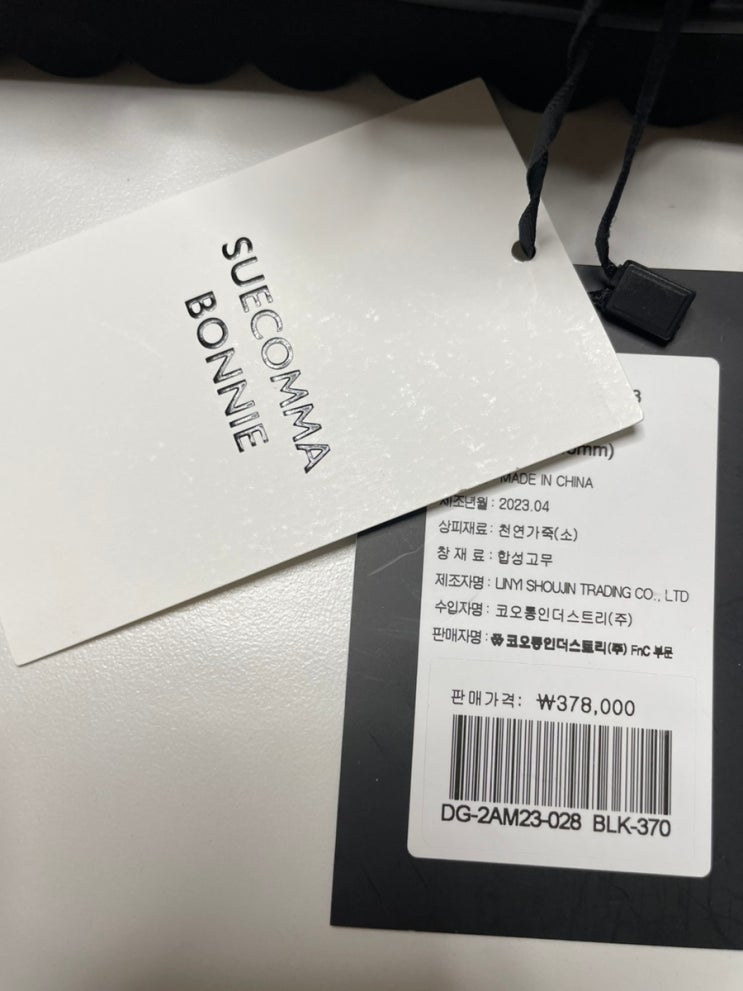 SUECOMMA
BONNIE
mm)
MADE IN CHINA
제조년월 : 2023.04
상피재료 : 천연가죽(소)
창 재 료 : 합성고무
제조자명 : LINYI SHOUJIN TRADING CO., LTD
수입자명 : 코오롱인더스트리(주)
판매자명 : 코오롱인더스트리(주) FnC 부문
판매가격: ₩378,000
DG-2AM23-028 BLK-370